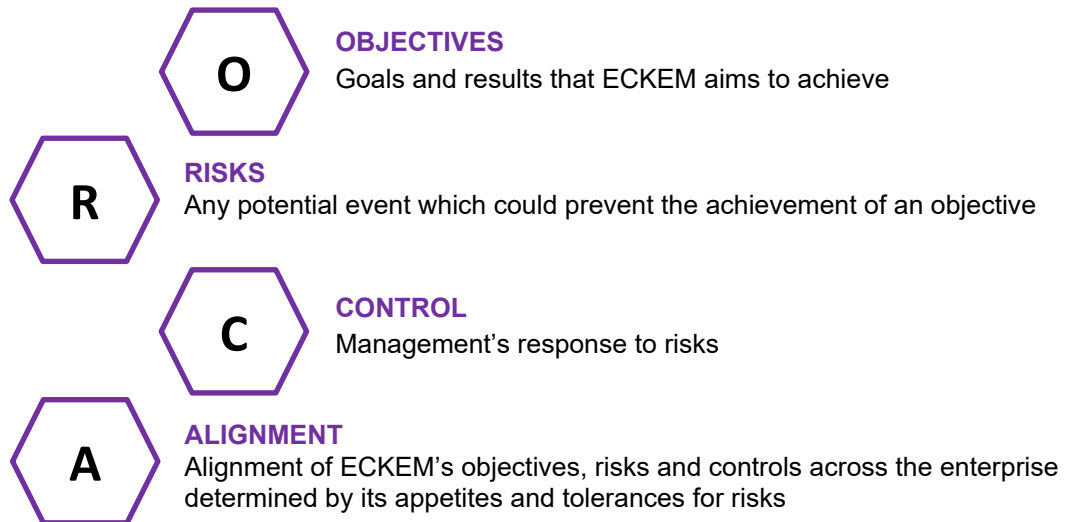 O
OBJECTIVES
Goals and results that ECKEM aims to achieve
R
RISKS
Any potential event which could prevent the achievement of an objective
C
CONTROL
Management’s response to risks
A
ALIGNMENT
Alignment of ECKEM’s objectives, risks and controls across the enterprise
determined by its appetites and tolerances for risks